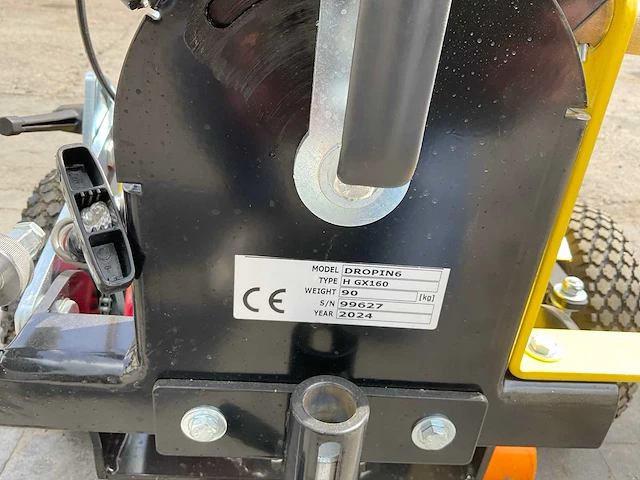 CE
MODEL DROPIN6
TYPE H GX160
WEIGHT 90 [kg]
S/N 99627
YEAR 2024